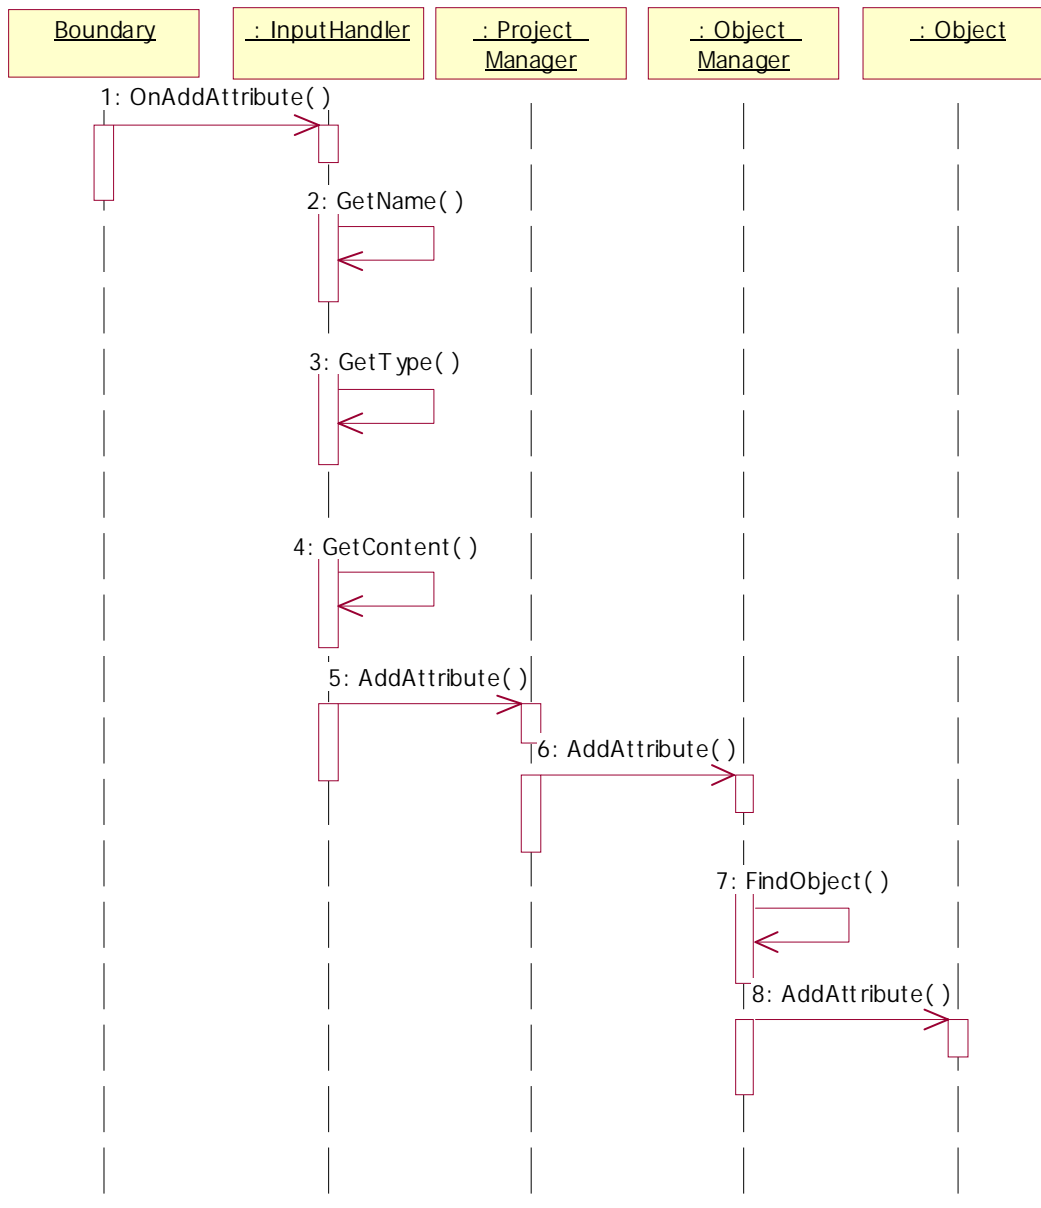 Boundary
: InputHandler
: Project
Manager
: Object
Manager
: Object
1: OnAddAttribute( )
2: GetName( )
3: GetType( )
4: GetContent( )
5: AddAttribute( )
6: AddAttribute( )
7: FindObject( )
8: AddAttribute( )